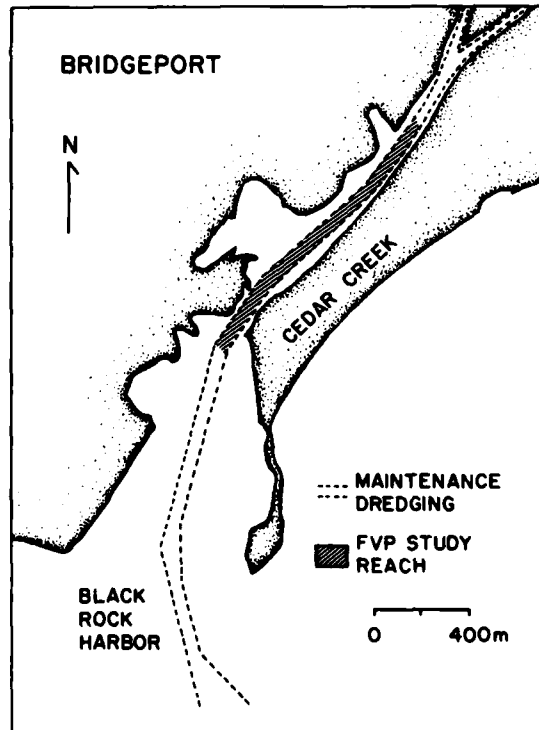 BRIDGEPORT
N
CEDAR CREEK
MAINTENANCE
DREDGING
FVP STUDY
REACH
BLACK
ROCK
HARBOR
0 400m